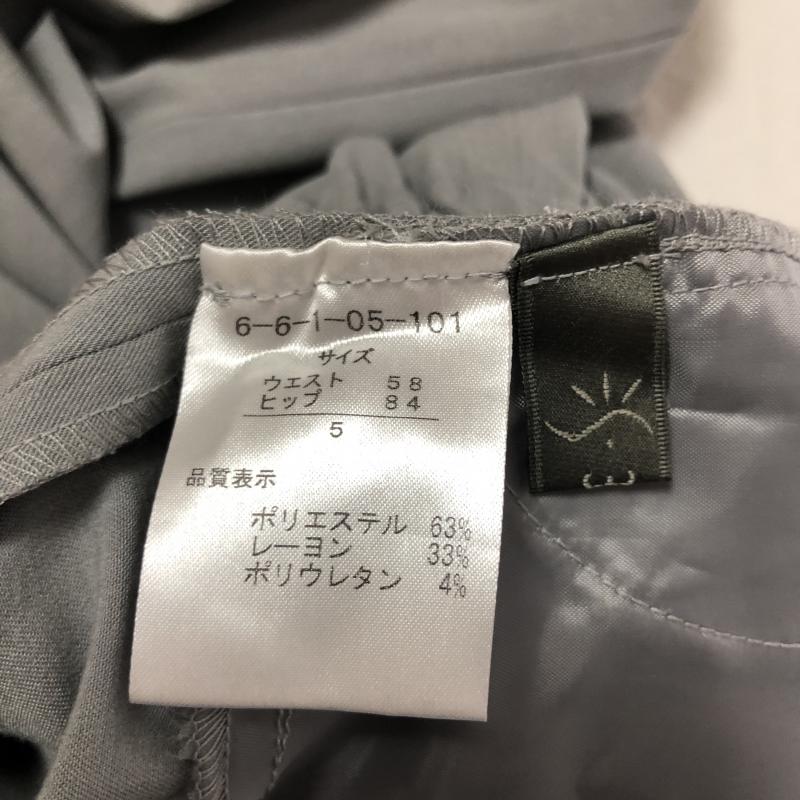 6-6-1-05-101
サイズ
ウエスト 58
ヒップ 84
5
品質表示
ポリエステル 63%
レーヨン 33%
ポリウレタン 4%